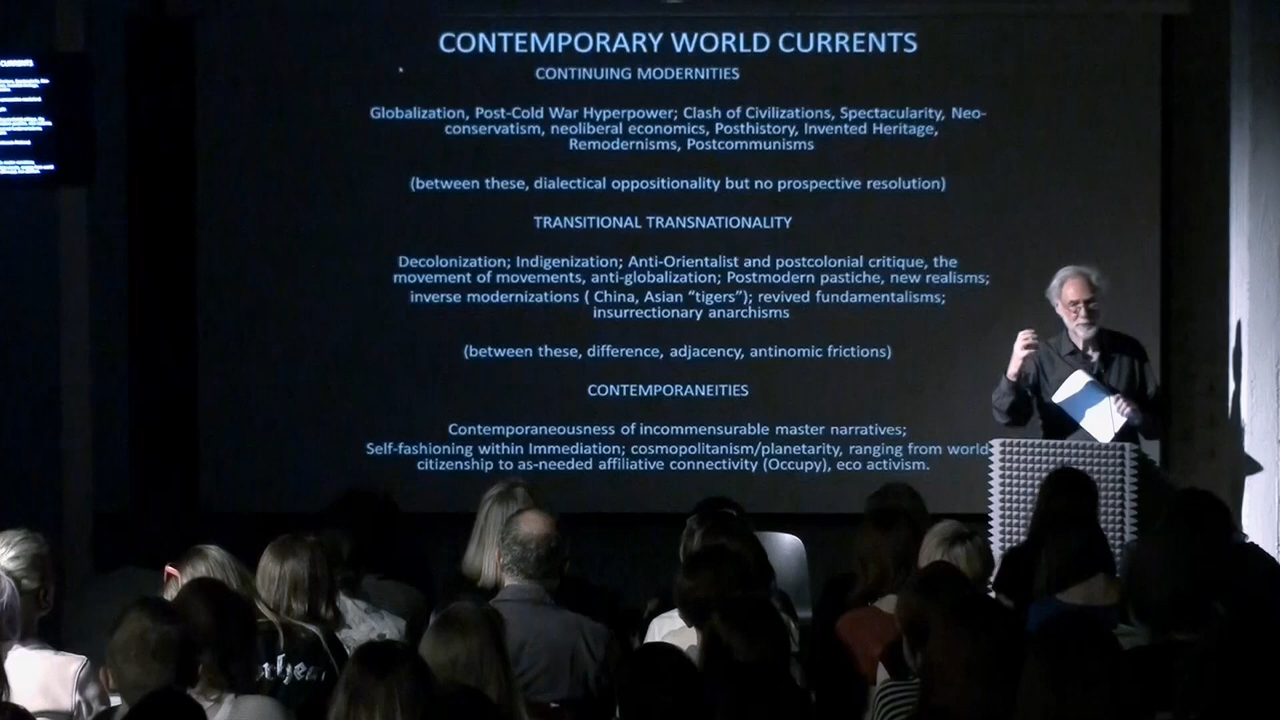 CONTEMPORARY WORLD CURRENTS
CONTINUING MODERNITIES
Globalization, Post-Cold War Hyperpower; Clash of Civilizations, Spectacularity, Neo-
conservatism, neoliberal economics, Posthistory, Invented Heritage,
Remodernisms, Postcommunisms
(between these, dialectical oppositionality but no prospective resolution)
TRANSITIONAL TRANSNATIONALITY
Decolonization; Indigenization; Anti-Orientalist and postcolonial critique, the
movement of movements, anti-globalization; Postmodern pastiche, new realisms;
inverse modernizations ( China, Asian “tigers”); revived fundamentalisms;
insurrectionary anarchisms
(between these, difference, adjacency, antinomic frictions)
CONTEMPORANEITIES
Contemporaneousness of incommensurable master narratives;
Self-fashioning within Immediation; cosmopolitanism/planetarity, ranging from world
citizenship to as-needed affiliative connectivity (Occupy), eco activism.
CURRENTS